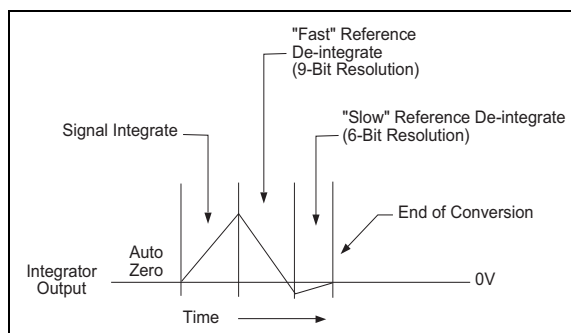 "Fast" Reference
De-integrate
(9-Bit Resolution)
Signal Integrate
"Slow" Reference De-integrate
(6-Bit Resolution)
End of Conversion
Auto
Zero
Integrator
Output
0V
Time